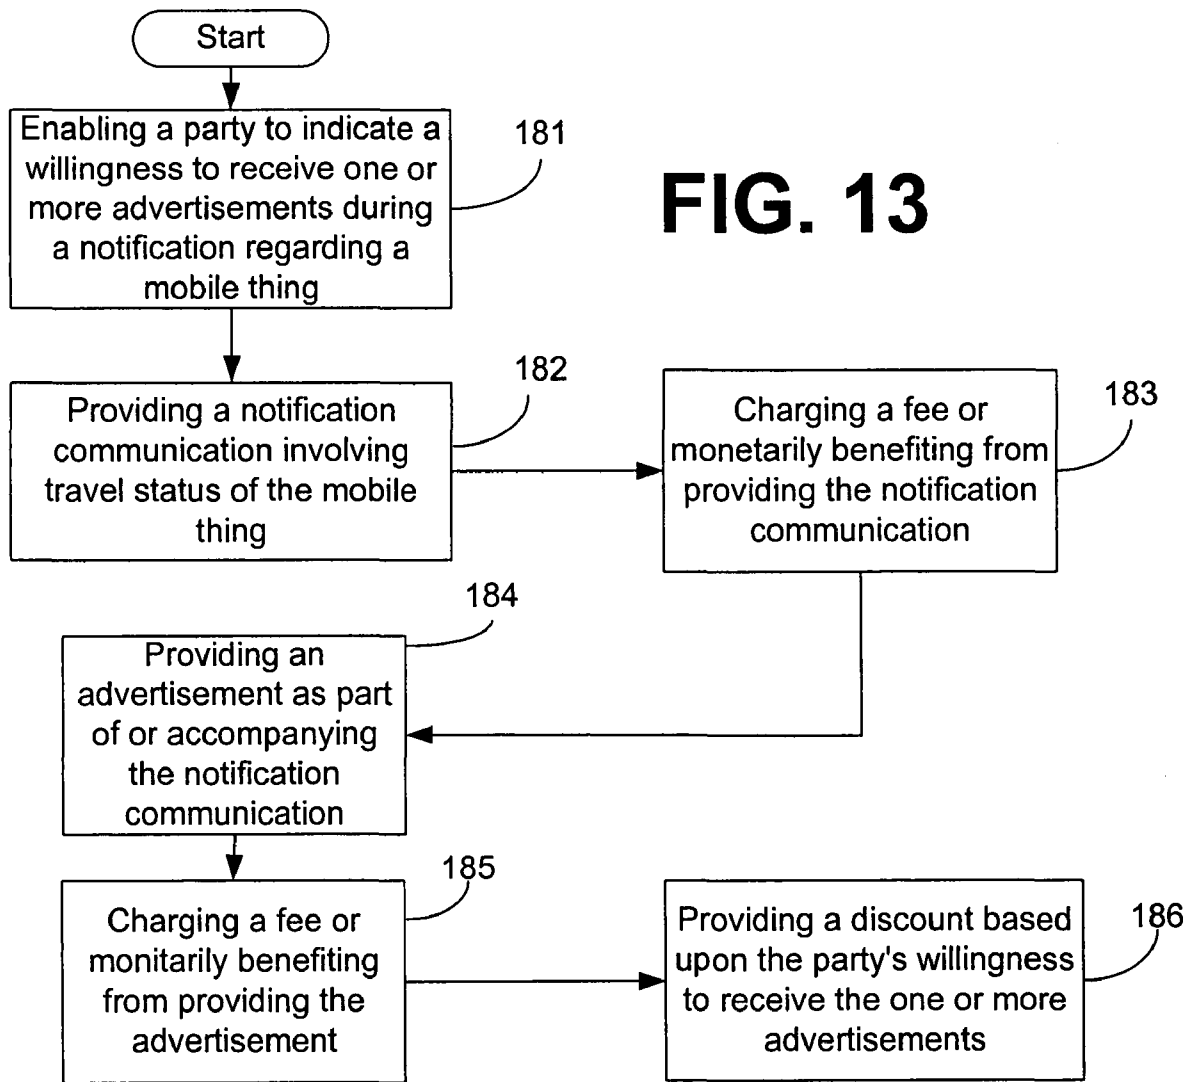 Start
Enabling a party to indicate a
willingness to receive one or
more advertisements during
a notification regarding a
mobile thing
181
FIG. 13
Providing a notification
communication involving
travel status of the mobile
thing
182
Charging a fee or
monetarily benefiting from
providing the notification
communication
183
Providing an
advertisement as part
of or accompanying
the notification
communication
184
Charging a fee or
monitarily benefiting
from providing the
advertisement
185
Providing a discount based
upon the party's willingness
to receive the one or more
advertisements
186